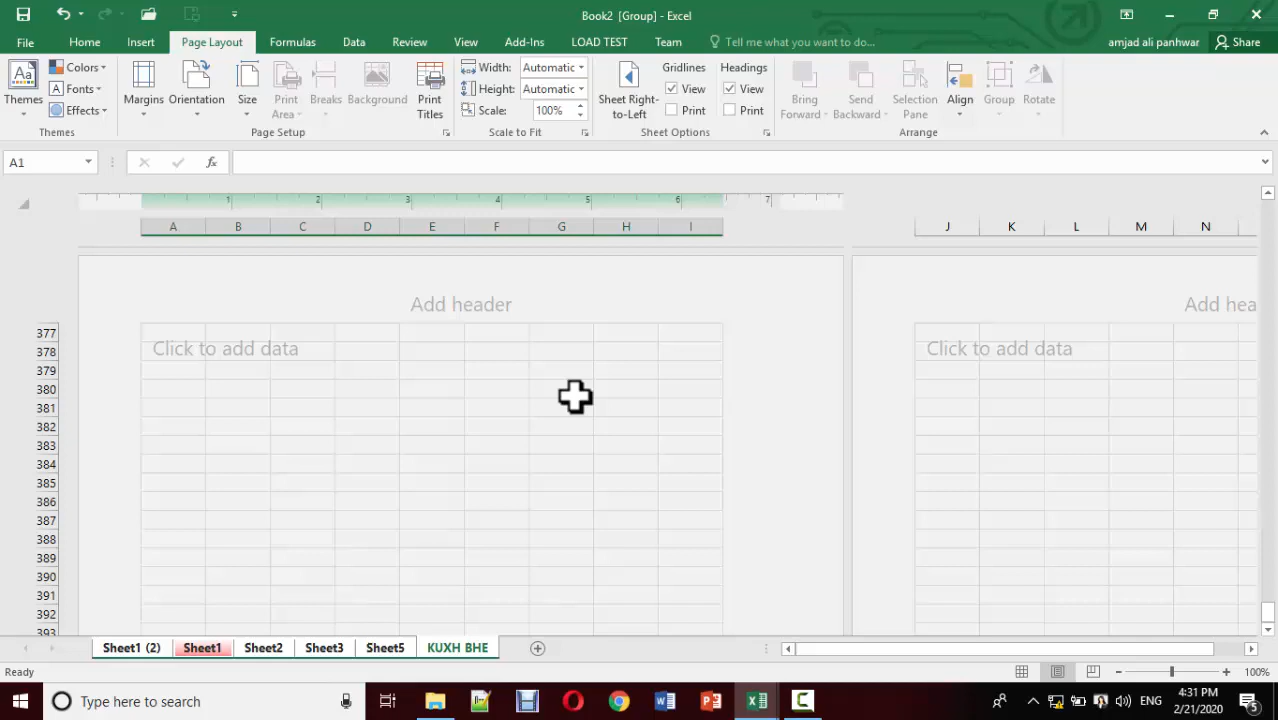 Book2 [Group] - Excel
File Home Insert Page Layout Formulas Data Review View Add-Ins LOAD TEST Team Tell me what you want to do... amjad ali panhwar Share
Themes
Colors
Fonts
Effects
Themes
Margins
Orientation
Size
Print Area
Breaks
Background
Print Titles
Page Setup
Width: Automatic
Height: Automatic
Scale: 100%
Scale to Fit
Sheet Right-to-Left
Gridlines
View
Print
Headings
View
Print
Sheet Options
Bring Forward
Send Backward
Selection Pane
Align
Group
Rotate
Arrange
A1
fx
1 2 3 4 5 6 7
A B C D E F G H I J K L M N
Add header
Add hea
377
378
Click to add data
Click to add data
379
380
381
382
383
384
385
386
387
388
389
390
391
392
393
Sheet1 (2) Sheet1 Sheet2 Sheet3 Sheet5 KUXH BHE
Ready
100%
Type here to search
ENG
4:31 PM
2/21/2020
5